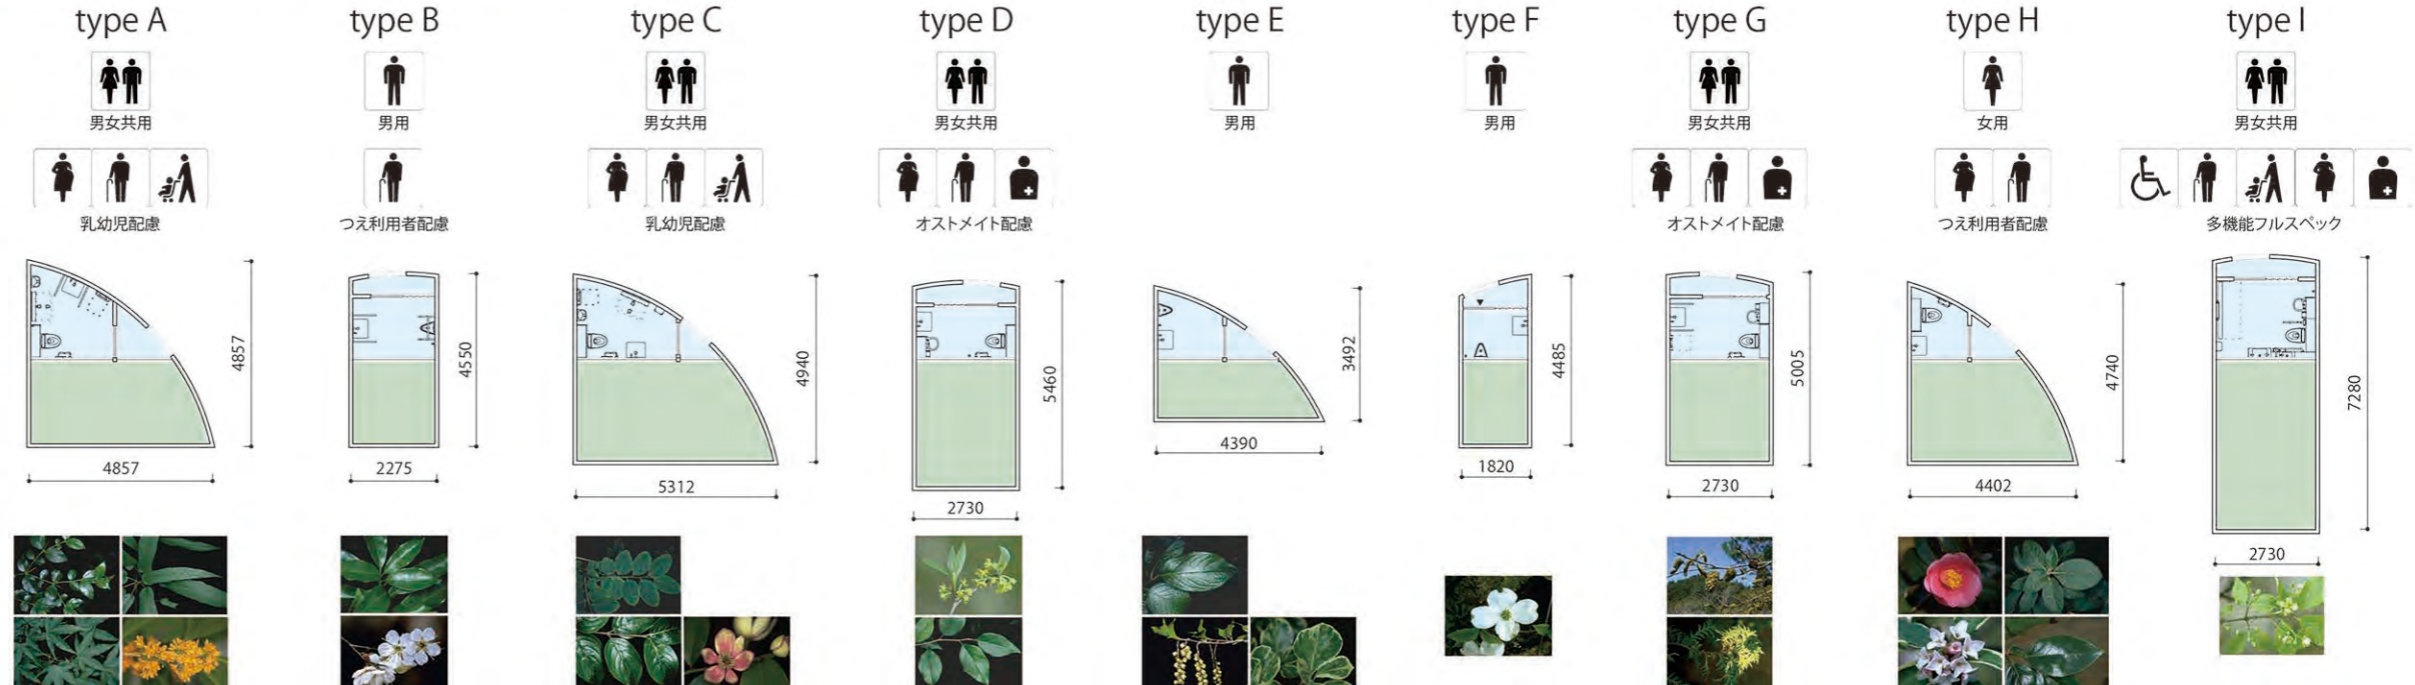 type A
type B
type C
type D
type E
type F
type G
type H
type I
男女共用
男用
男女共用
男女共用
男用
男用
男女共用
女用
男女共用
乳幼児配慮
つえ利用者配慮
乳幼児配慮
オストメイト配慮
オストメイト配慮
つえ利用者配慮
多機能フルスペック
4857
4857
4550
2275
4940
5312
5460
2730
3492
4390
4485
1820
5005
2730
4740
4402
7280
2730